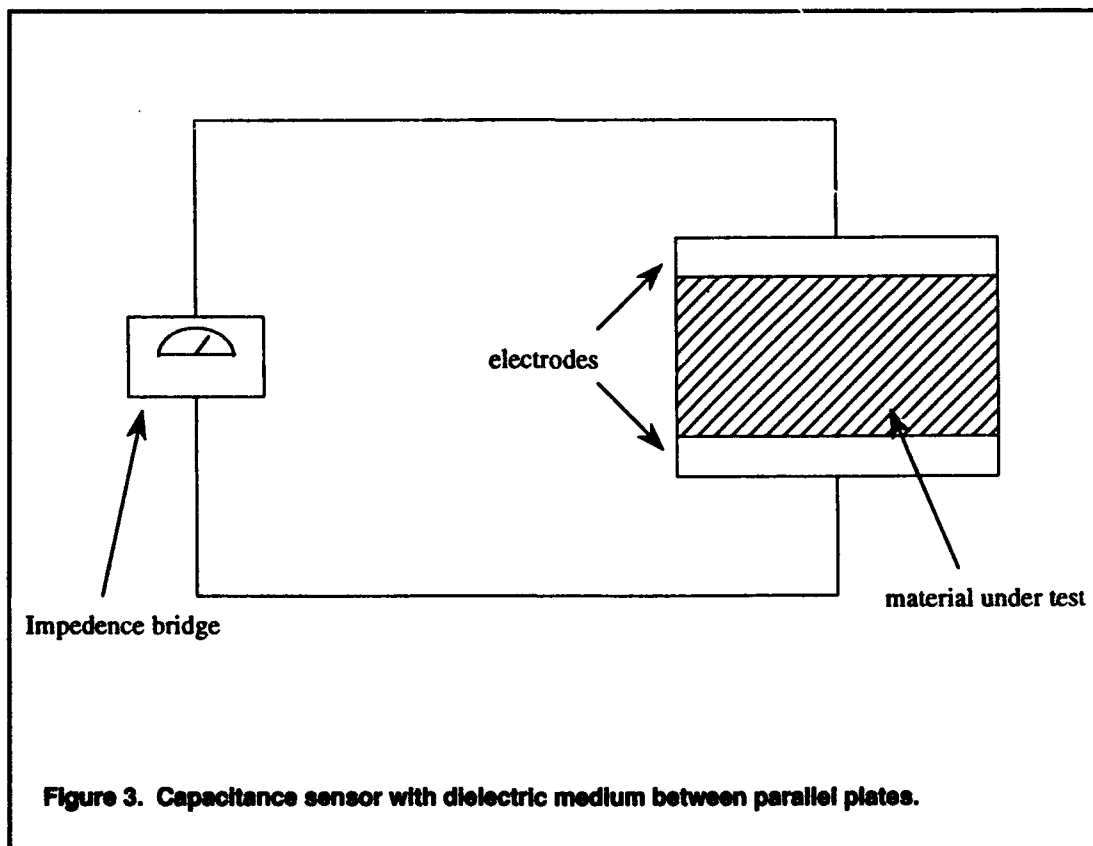 electrodes
material under test
Impedence bridge
Figure 3. Capacitance sensor with dielectric medium between parallel plates.